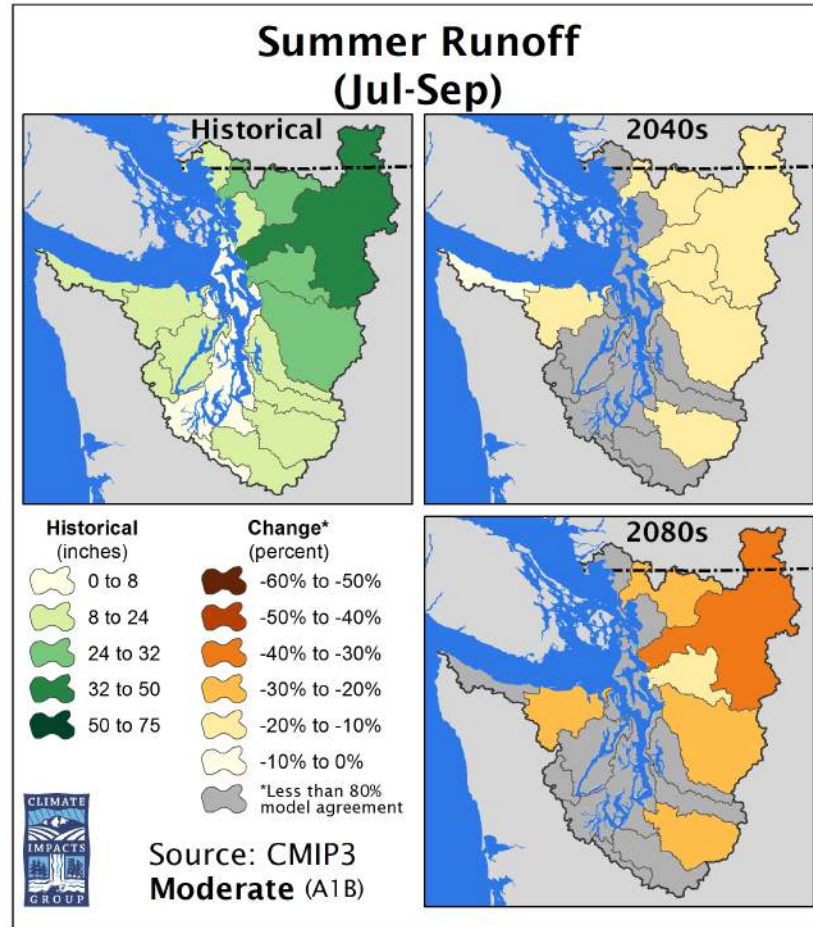 Summer Runoff
(Jul-Sep)
Historical
2040s
Historical
(inches)
0 to 8
8 to 24
24 to 32
32 to 50
50 to 75
Change*
(percent)
-60% to -50%
-50% to -40%
-40% to -30%
-30% to -20%
-20% to -10%
-10% to 0%
*Less than 80%
model agreement
2080s
CLIMATE
IMPACTS
GROUP
Source: CMIP3
Moderate (A1B)